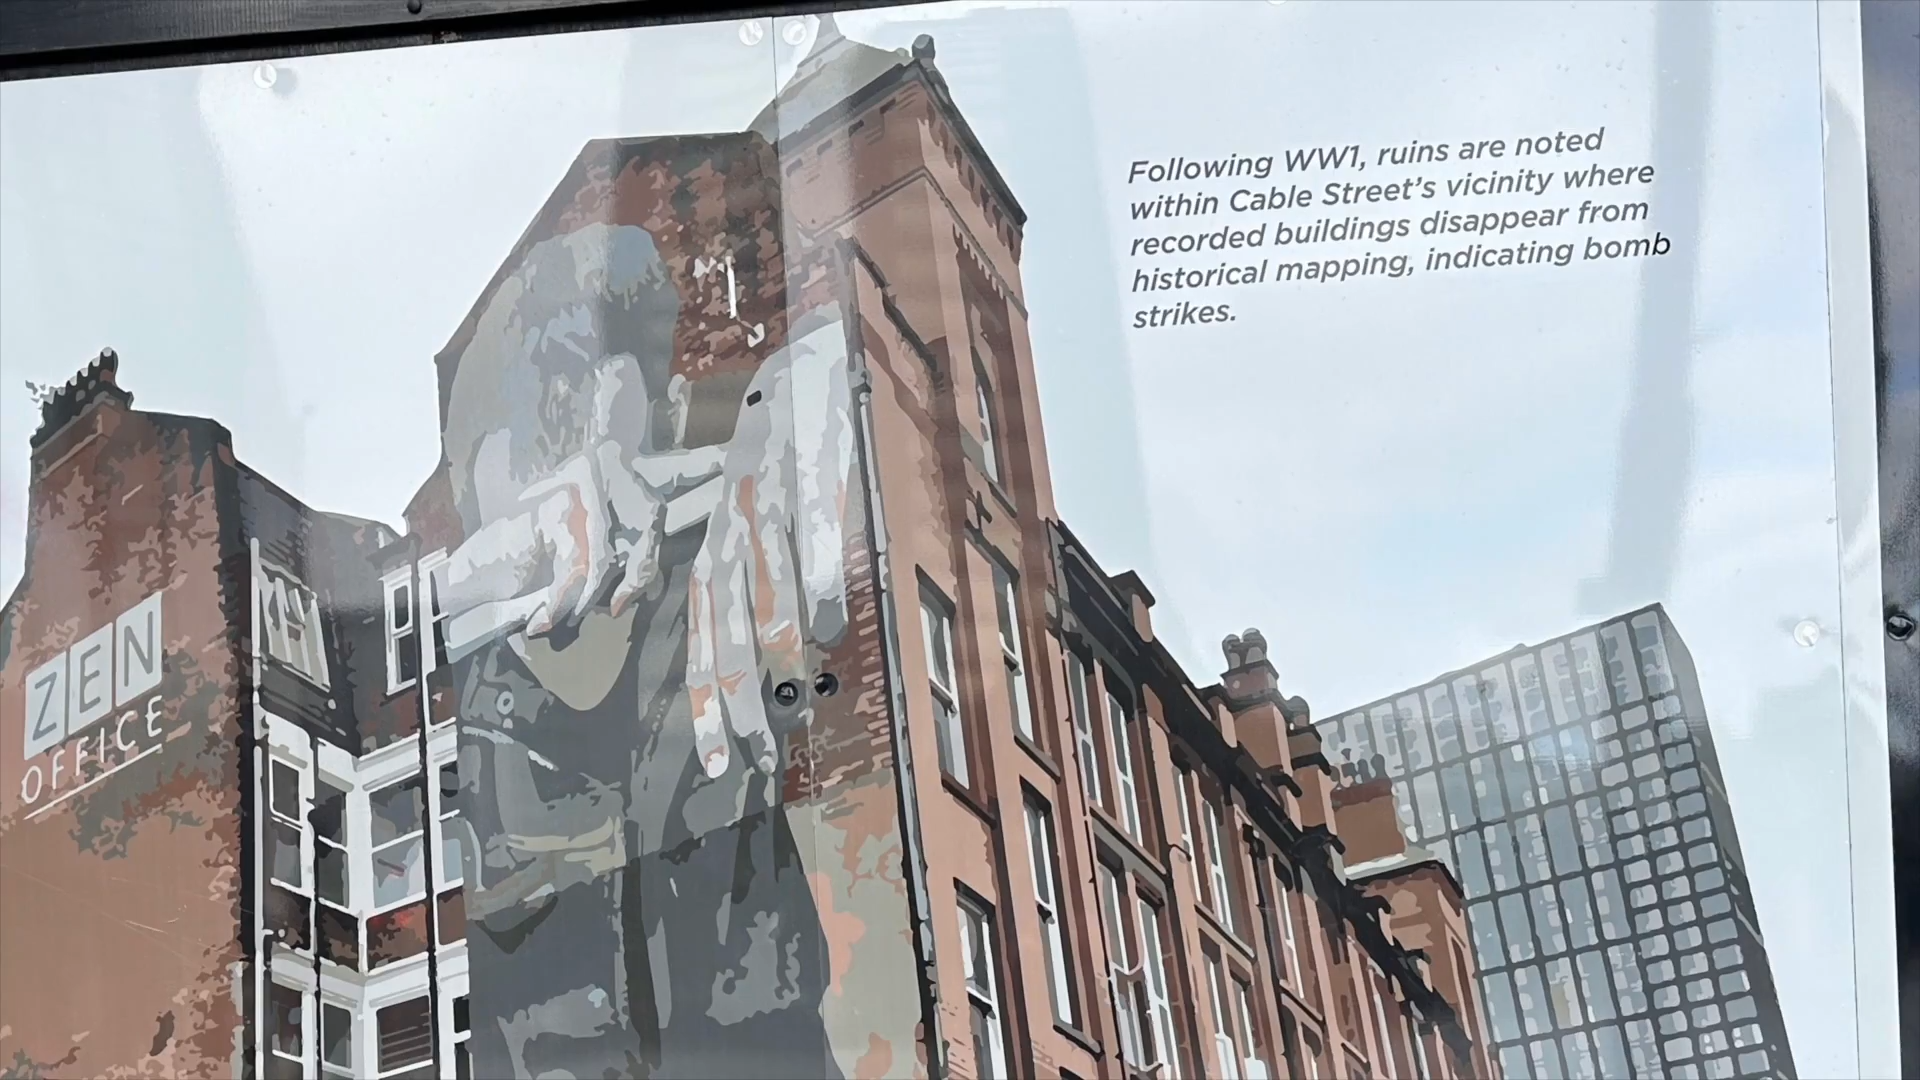 Following WW1, ruins are noted
within Cable Street's vicinity where
recorded buildings disappear from
historical mapping, indicating bomb
strikes.
ZEN
OFFICE